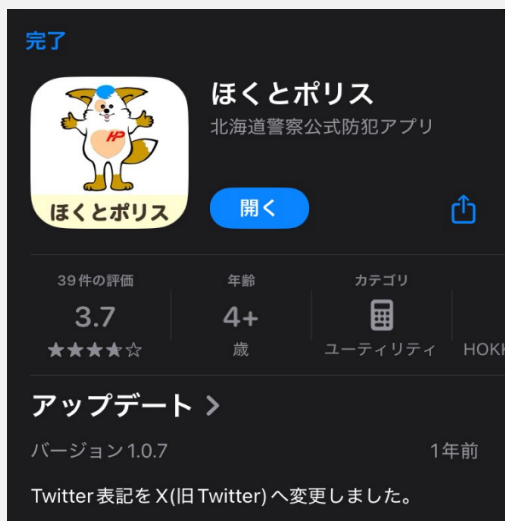 完了
ほくとポリス
北海道警察公式防犯アプリ
HP
ほくとポリス
開く
39件の評価
年齢
カテゴリ
3.7
4+
★★★★☆
歳
ユーティリティ
HOKK
アップデート
バージョン 1.0.7
1年前
Twitter表記をX(旧Twitter)へ変更しました。